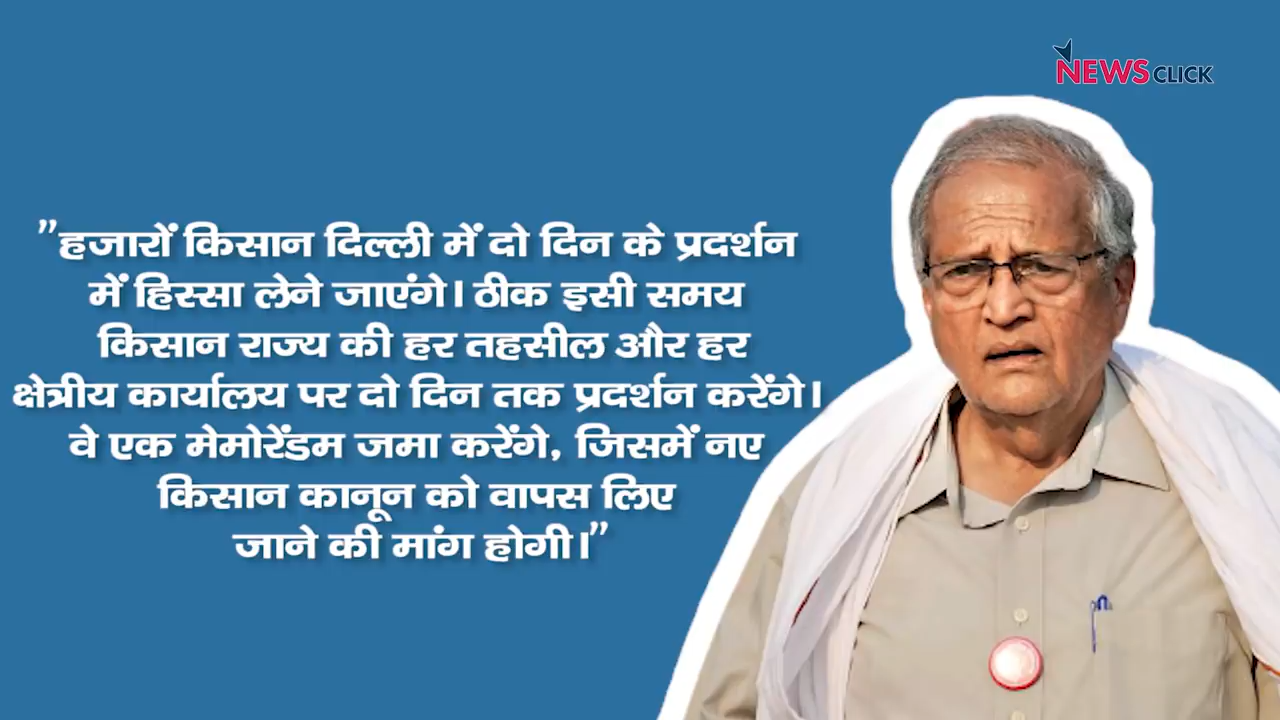 NEWSCLICK
"हजारों किसान दिल्ली में दो दिन के प्रदर्शन
में हिस्सा लेने जाएंगे। ठीक इसी समय
किसान राज्य की हर तहसील और हर
क्षेत्रीय कार्यालय पर दो दिन तक प्रदर्शन करेंगे।
वे एक मेमोरेंडम जमा करेंगे, जिसमें नए
किसान कानून को वापस लिए
जाने की मांग होगी।"